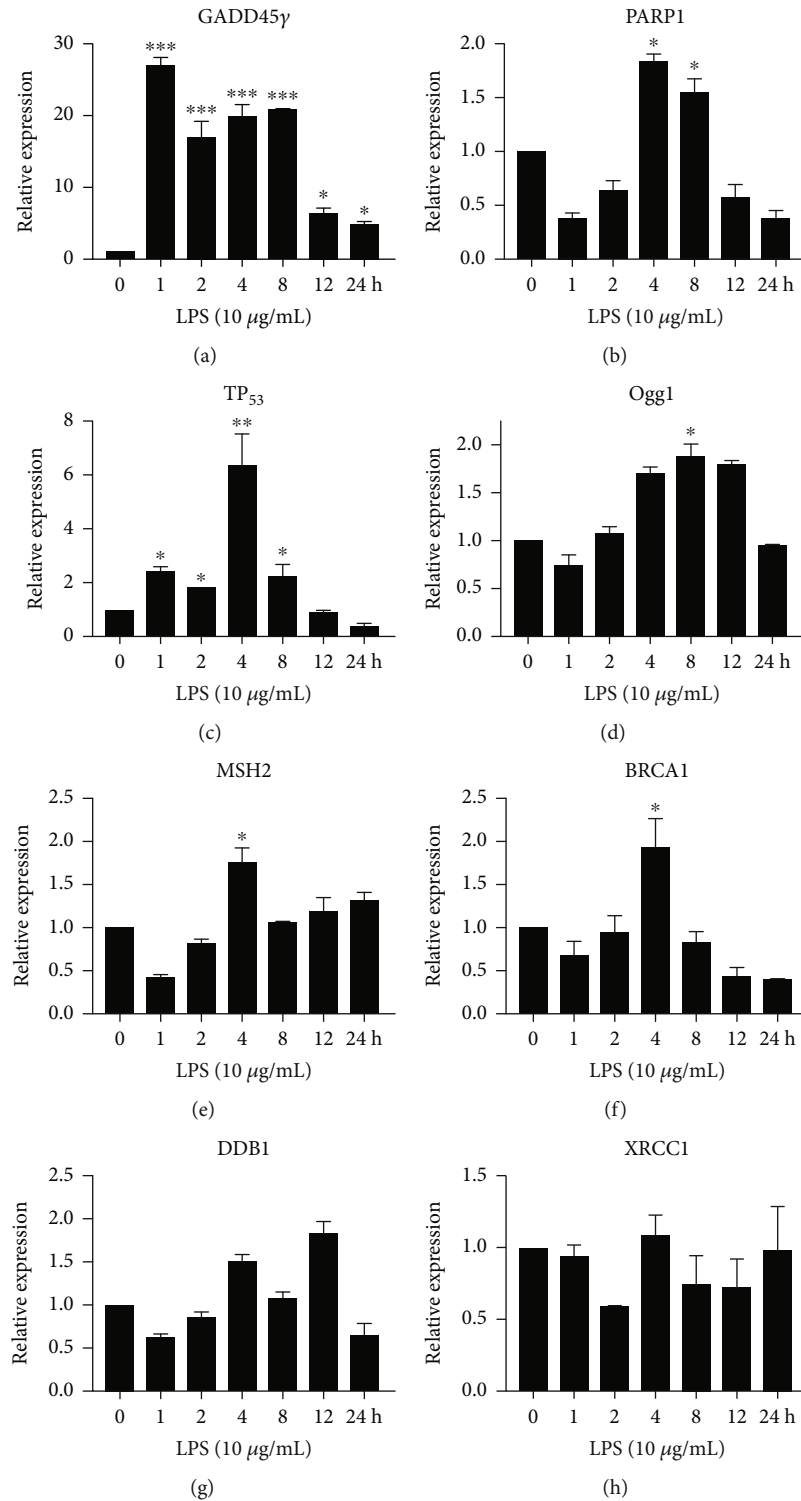 GADD45γ
Relative expression
30
20
10
0
***
***
***
***
*
*
0 1 2 4 8 12 24 h
LPS (10 μg/mL)
(a)
PARP1
Relative expression
2.0
1.5
1.0
0.5
0.0
*
*
0 1 2 4 8 12 24 h
LPS (10 μg/mL)
(b)
TP53
Relative expression
8
6
4
2
0
*
*
**
*
0 1 2 4 8 12 24 h
LPS (10 μg/mL)
(c)
Ogg1
Relative expression
2.0
1.5
1.0
0.5
0.0
*
0 1 2 4 8 12 24 h
LPS (10 μg/mL)
(d)
MSH2
Relative expression
2.5
2.0
1.5
1.0
0.5
0.0
*
0 1 2 4 8 12 24 h
LPS (10 μg/mL)
(e)
BRCA1
Relative expression
2.5
2.0
1.5
1.0
0.5
0.0
*
0 1 2 4 8 12 24 h
LPS (10 μg/mL)
(f)
DDB1
Relative expression
2.5
2.0
1.5
1.0
0.5
0.0
0 1 2 4 8 12 24 h
LPS (10 μg/mL)
(g)
XRCC1
Relative expression
1.5
1.0
0.5
0.0
0 1 2 4 8 12 24 h
LPS (10 μg/mL)
(h)